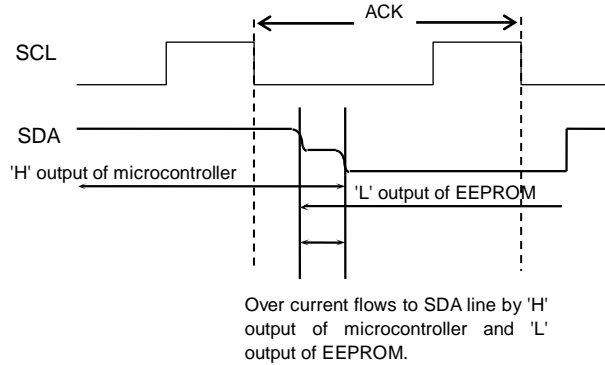 ACK
SCL
SDA
'H' output of microcontroller
'L' output of EEPROM
Over current flows to SDA line by 'H'
output of microcontroller and 'L'
output of EEPROM.